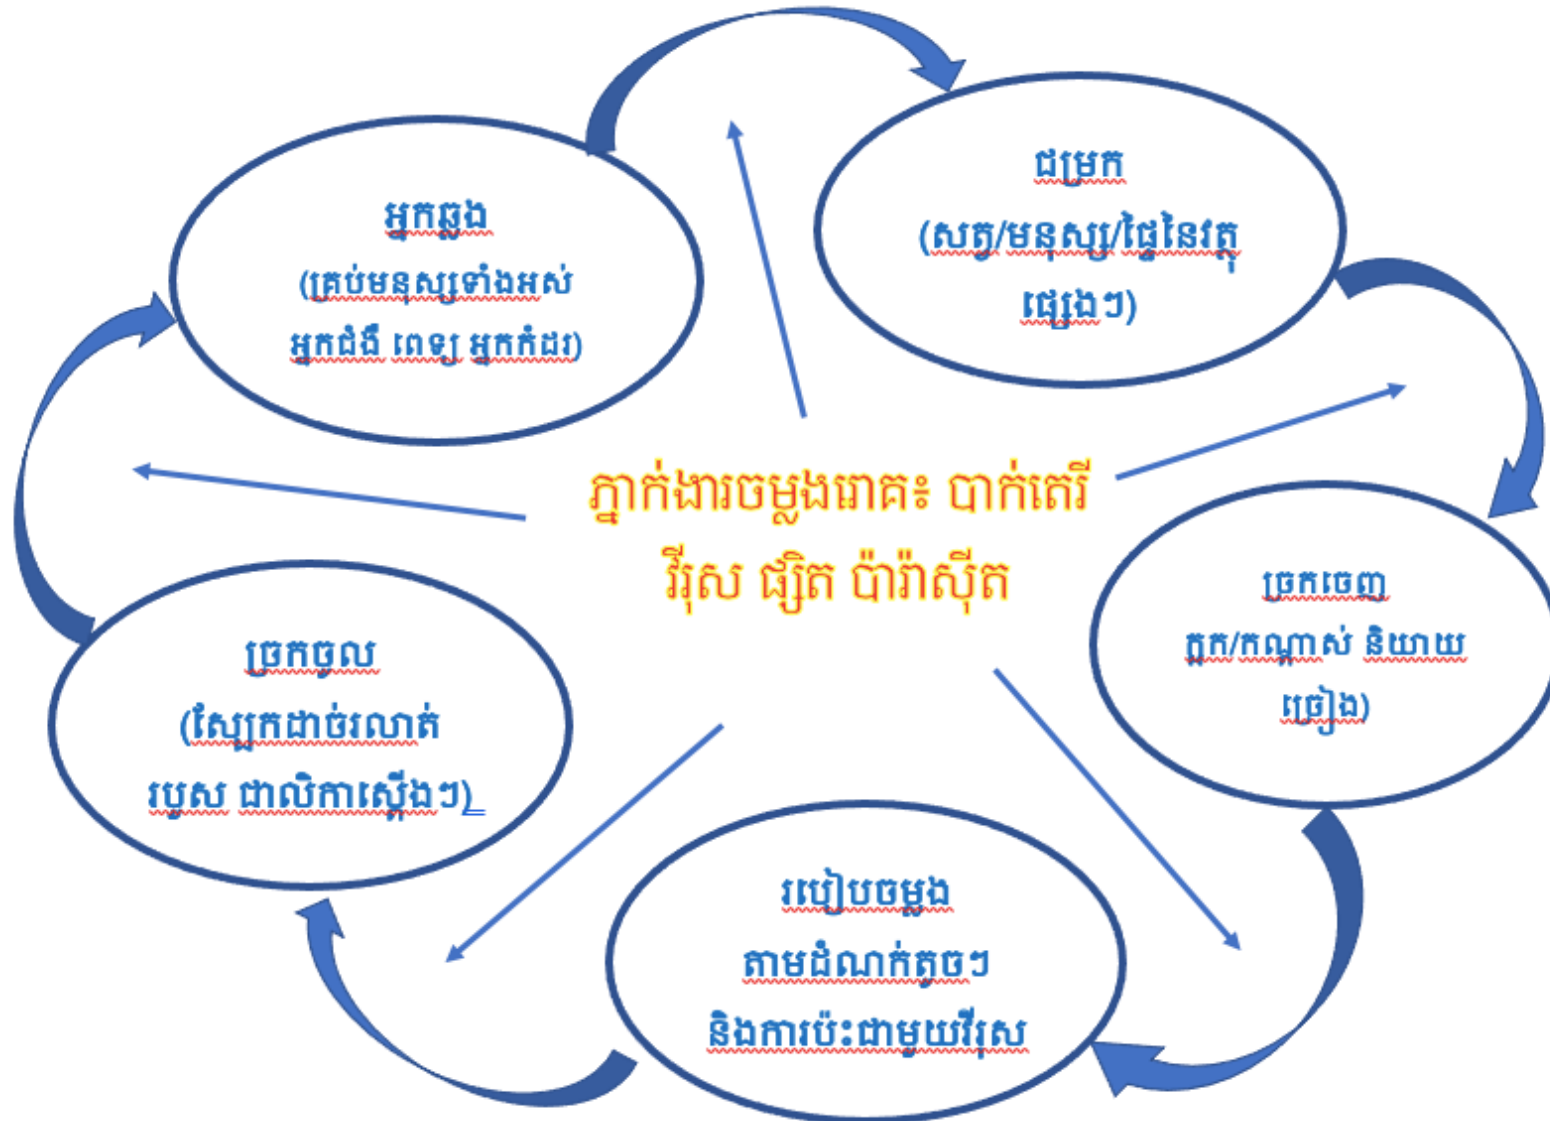 អ្នកឆ្លង
(គ្រប់មនុស្សទាំងអស់
អ្នកជំងឺ ពេទ្យ អ្នកកំដរ)
ជម្រក
(សត្វ/មនុស្ស/ផ្ទៃនៃវត្ថុ
ផ្សេងៗ)
ភ្នាក់ងារចម្លងរោគ៖ បាក់តេរី
វីរុស ផ្សិត ប៉ារ៉ាស៊ីត
ច្រកចេញ
ក្អក/កណ្តាស់ និយាយ
ច្រៀង)
របៀបចម្លង
តាមដំណក់តូចៗ
និងការប៉ះជាមួយវីរុស
ច្រកចូល
(ស្បែកដាច់រលាត់
របួស ជាលិកាស្តើងៗ)